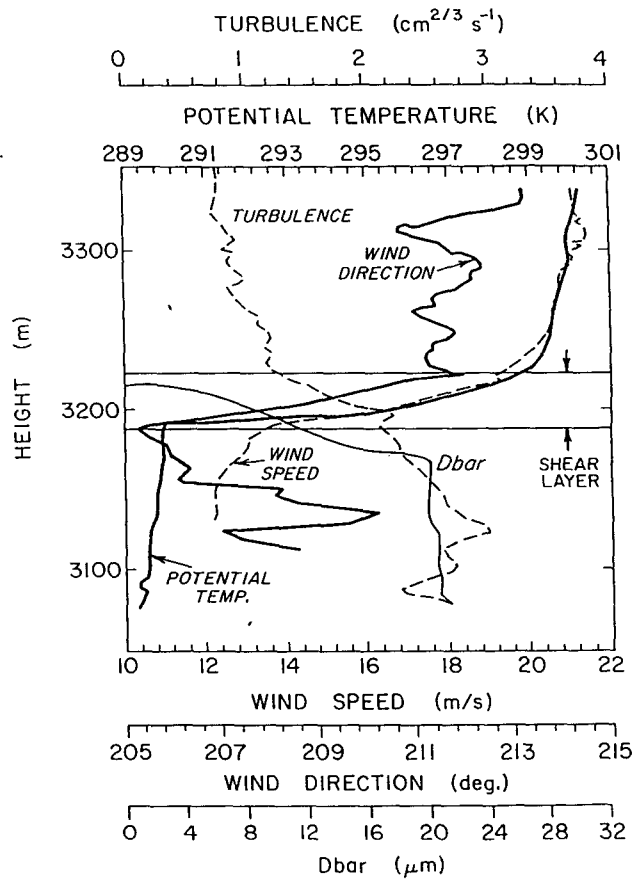 TURBULENCE (cm2/3 s-1)
0 1 2 3 4
POTENTIAL TEMPERATURE (K)
289 291 293 295 297 299 301
TURBULENCE
WIND
DIRECTION
3300
HEIGHT (m)
3200
WIND
SPEED
Dbar
SHEAR
LAYER
3100
POTENTIAL
TEMP.
10 12 14 16 18 20 22
WIND SPEED (m/s)
205 207 209 211 213 215
WIND DIRECTION (deg.)
0 4 8 12 16 20 24 28 32
Dbar (μm)